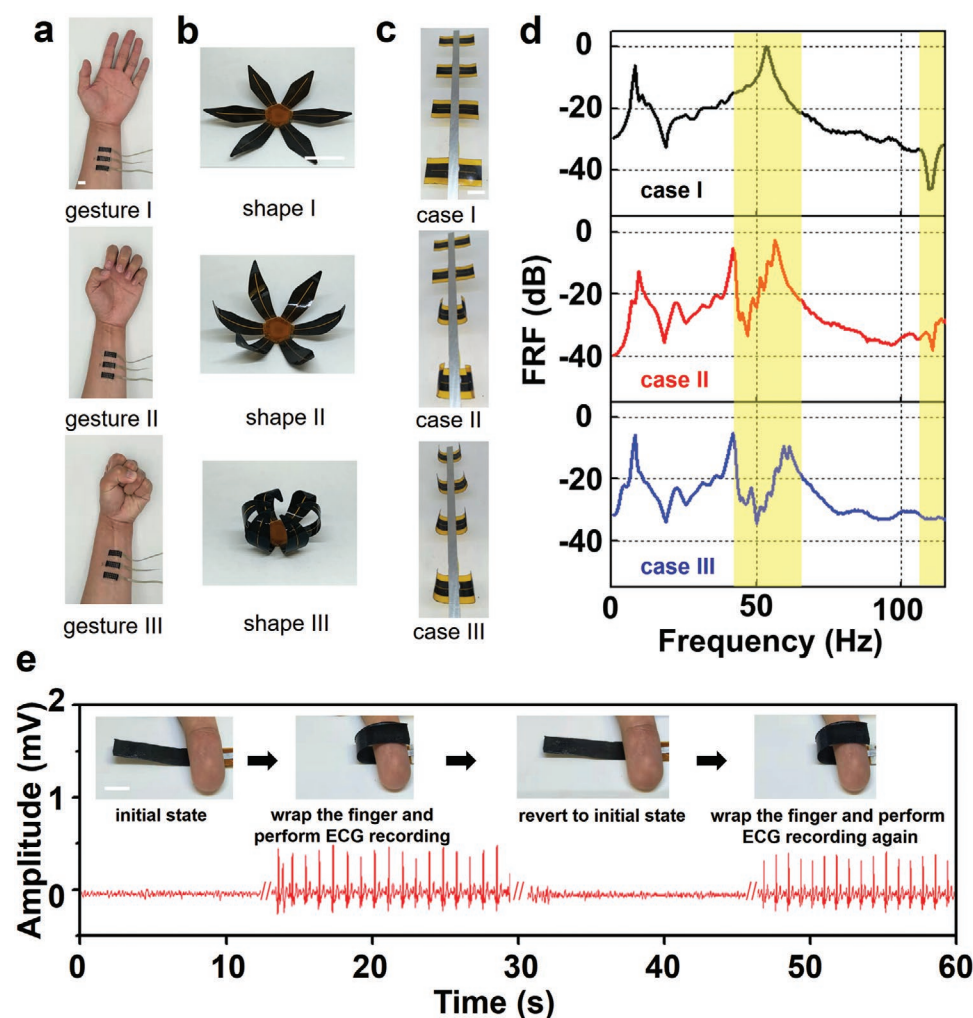 a
b
c
d
gesture I
shape I
case I
gesture II
shape II
case II
gesture III
shape III
case III
FRF (dB)
0
-20
-40
case I
0
-20
-40
case II
0
-20
-40
case III
0
50
100
Frequency (Hz)
e
Amplitude (mV)
2
1
0
initial state
wrap the finger and
perform ECG recording
revert to initial state
wrap the finger and perform
ECG recording again
0
10
20
30
40
50
60
Time (s)